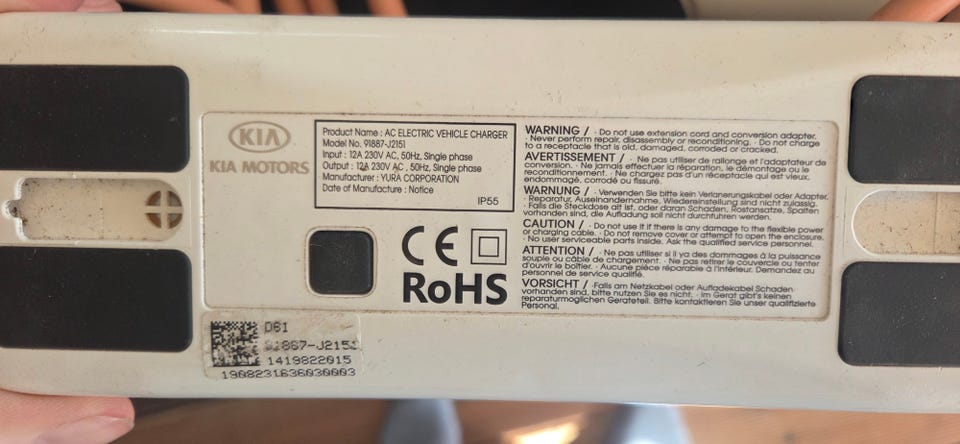 KIA
KIA MOTORS
Product Name : AC ELECTRIC VEHICLE CHARGER
Model No. 91887-J2151
Input : 12A 230V AC, 50Hz, Single phase
Output : 12A 230V AC , 50Hz, Single phase
Manufacturer : YURA CORPORATION
Date of Manufacture : Notice
IP55
CE
RoHS
WARNING / · Do not use extension cord and conversion adapter.
· Never perform repair, disassembly or reconditioning. · Do not charge
to a receptacle that is old, damaged, corroded or cracked.
AVERTISSEMENT / · Ne pas utiliser de rallonge et l'adaptateur de
conversion. · Ne jamais effectuer la réparation, le démontage ou le
reconditionnement. · Ne chargez pas d'un réceptacle qui est vieux,
endommagé, corrodé ou fissuré.
WARNUNG / · Verwenden Sie bitte kein Verlanerungskabel oder Adapter.
· Reparatur, Auseinandernahme, Wiedereinstellung sind nicht zulassig.
· Falls die Steckdose alt ist, oder daran Schaden, Rostansatze, Spalten
vorhanden sind, die Aufladung soll nicht durchführen werden.
CAUTION / · Do not use it if there is any damage to the flexible power
or charging cable. · Do not remove cover or attempt to open the enclosure.
· No user serviceable parts inside. Ask the qualified service personnel.
ATTENTION / · Ne pas utiliser si il ya des dommages à la puissance
souple ou câble de chargement. · Ne pas retirer le couvercle ou tenter
d'ouvrir le boîtier. · Aucune pièce réparable à l'intérieur. Demandez au
personnel de service qualifié.
VORSICHT / ·Falls am Netzkabel oder Aufladekabel Schaden
vorhanden sind, bitte nutzen Sie es nicht. · Im Gerat gibt's keinen
reparaturmoglichen Gerateteil. Bitte kontaktieren Sie unser qualifizierte
Personal.
D61
91887-J2151
1419822015
1908231636030003